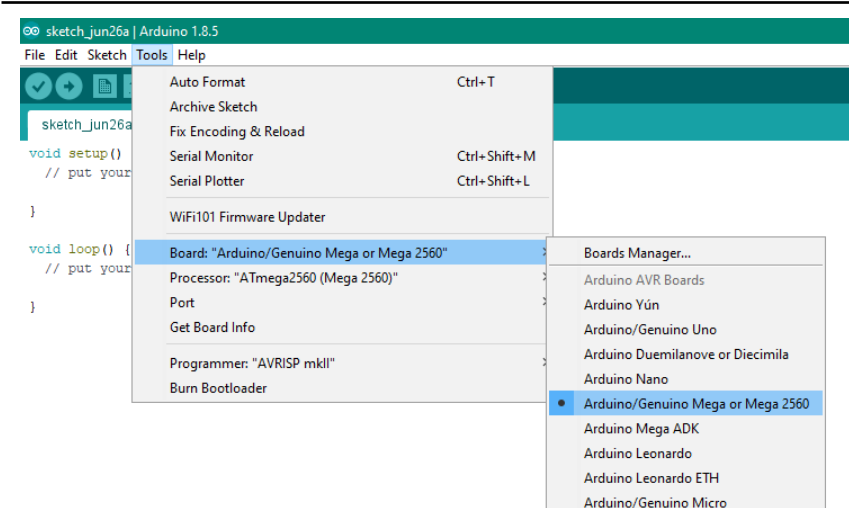 sketch_jun26a | Arduino 1.8.5
File Edit Sketch Tools Help
sketch_jun26a
void setup()
// put your
}
void loop() {
// put your
}
Auto Format Ctrl+T
Archive Sketch
Fix Encoding & Reload
Serial Monitor Ctrl+Shift+M
Serial Plotter Ctrl+Shift+L
WiFi101 Firmware Updater
Board: "Arduino/Genuino Mega or Mega 2560"
Processor: "ATmega2560 (Mega 2560)"
Port
Get Board Info
Programmer: "AVRISP mkII"
Burn Bootloader
Boards Manager...
Arduino AVR Boards
Arduino Yún
Arduino/Genuino Uno
Arduino Duemilanove or Diecimila
Arduino Nano
Arduino/Genuino Mega or Mega 2560
Arduino Mega ADK
Arduino Leonardo
Arduino Leonardo ETH
Arduino/Genuino Micro